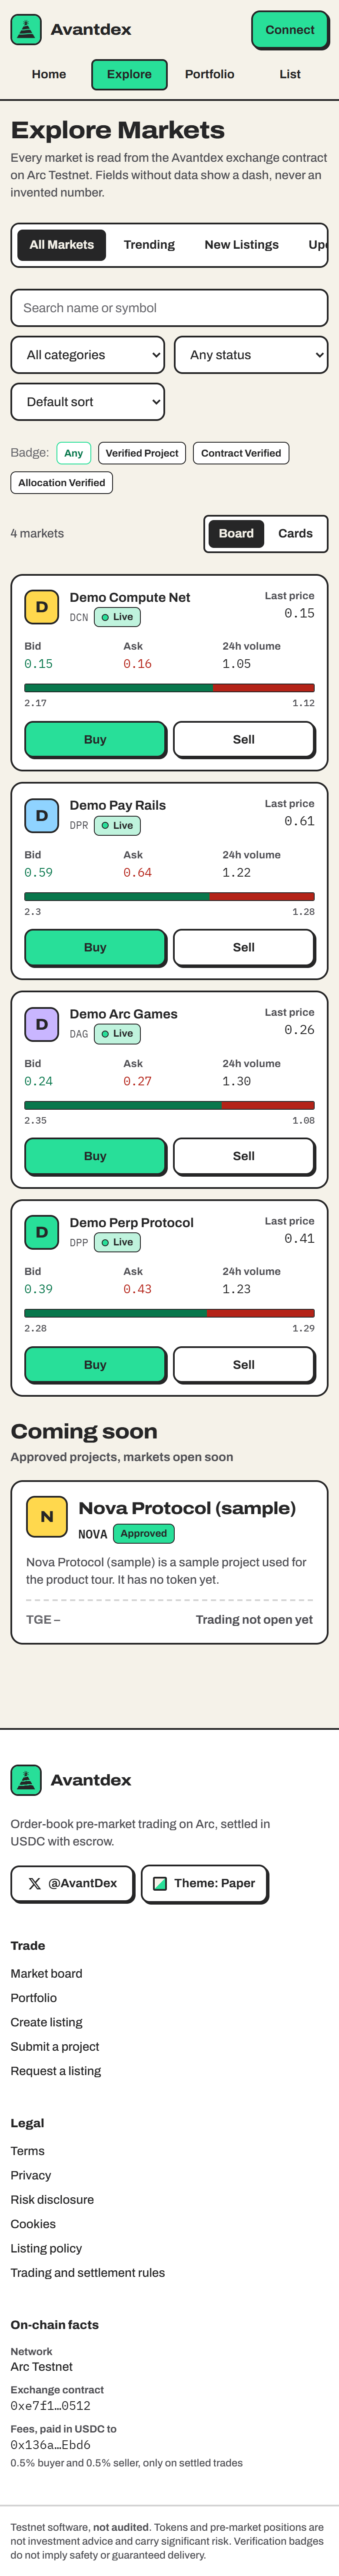 Avantdex
Connect
Home
Explore
Portfolio
List
Explore Markets
Every market is read from the Avantdex exchange contract
on Arc Testnet. Fields without data show a dash, never an
invented number.
All Markets
Trending
New Listings
Search name or symbol
All categories
Any status
Default sort
Badge:
Any
Verified Project
Contract Verified
Allocation Verified
4 markets
Board
Cards
D
Demo Compute Net
DCN
Live
Last price
0.15
Bid
Ask
24h volume
0.15
0.16
1.05
2.17
1.12
Buy
Sell
D
Demo Pay Rails
DPR
Live
Last price
0.61
Bid
Ask
24h volume
0.59
0.64
1.22
2.3
1.28
Buy
Sell
D
Demo Arc Games
DAG
Live
Last price
0.26
Bid
Ask
24h volume
0.24
0.27
1.30
2.35
1.08
Buy
Sell
D
Demo Perp Protocol
DPP
Live
Last price
0.41
Bid
Ask
24h volume
0.39
0.43
1.23
2.28
1.29
Buy
Sell
Coming soon
Approved projects, markets open soon
N
Nova Protocol (sample)
NOVA
Approved
Nova Protocol (sample) is a sample project used for
the product tour. It has no token yet.
TGE –
Trading not open yet
Avantdex
Order-book pre-market trading on Arc, settled in
USDC with escrow.
@AvantDex
Theme: Paper
Trade
Market board
Portfolio
Create listing
Submit a project
Request a listing
Legal
Terms
Privacy
Risk disclosure
Cookies
Listing policy
Trading and settlement rules
On-chain facts
Network
Arc Testnet
Exchange contract
0xe7f1…0512
Fees, paid in USDC to
0x136a…Ebd6
0.5% buyer and 0.5% seller, only on settled trades
Testnet software, not audited. Tokens and pre-market positions are
not investment advice and carry significant risk. Verification badges
do not imply safety or guaranteed delivery.